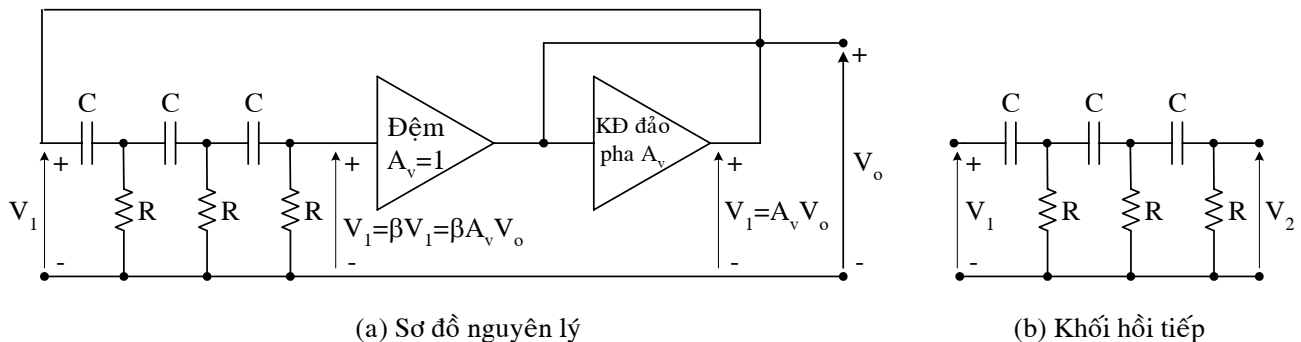 C
C
C
Đệm
A_v=1
KĐ đảo
pha A_v
+
-
V_1
R
R
R
+
-
V_1=βV_1=βA_vV_o
+
-
V_1=A_vV_o
+
-
V_o
C
C
C
+
-
V_1
R
R
R
V_2
(a) Sơ đồ nguyên lý
(b) Khối hồi tiếp